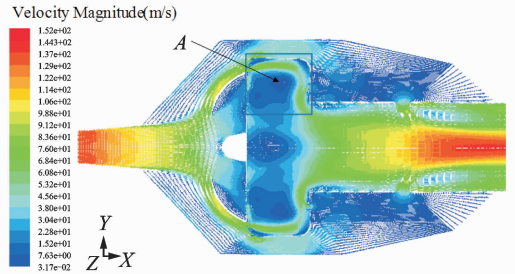 Velocity Magnitude(m/s)
A
1.52e+02
1.443e+02
1.37e+02
1.29e+02
1.22e+02
1.14e+02
1.06e+02
9.88e+01
9.12e+01
8.36e+01
7.60e+01
6.84e+01
6.08e+01
5.32e+01
4.56e+01
3.80e+01
3.04e+01
2.28e+01
1.52e+01
7.63e+00
3.17e-02
Y
Z X